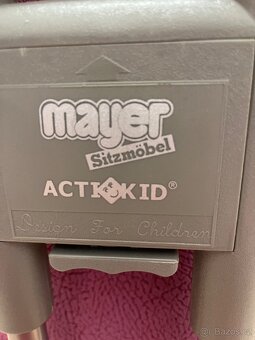 mayer
Sitzmöbel
ACTIKID®
Design For Children